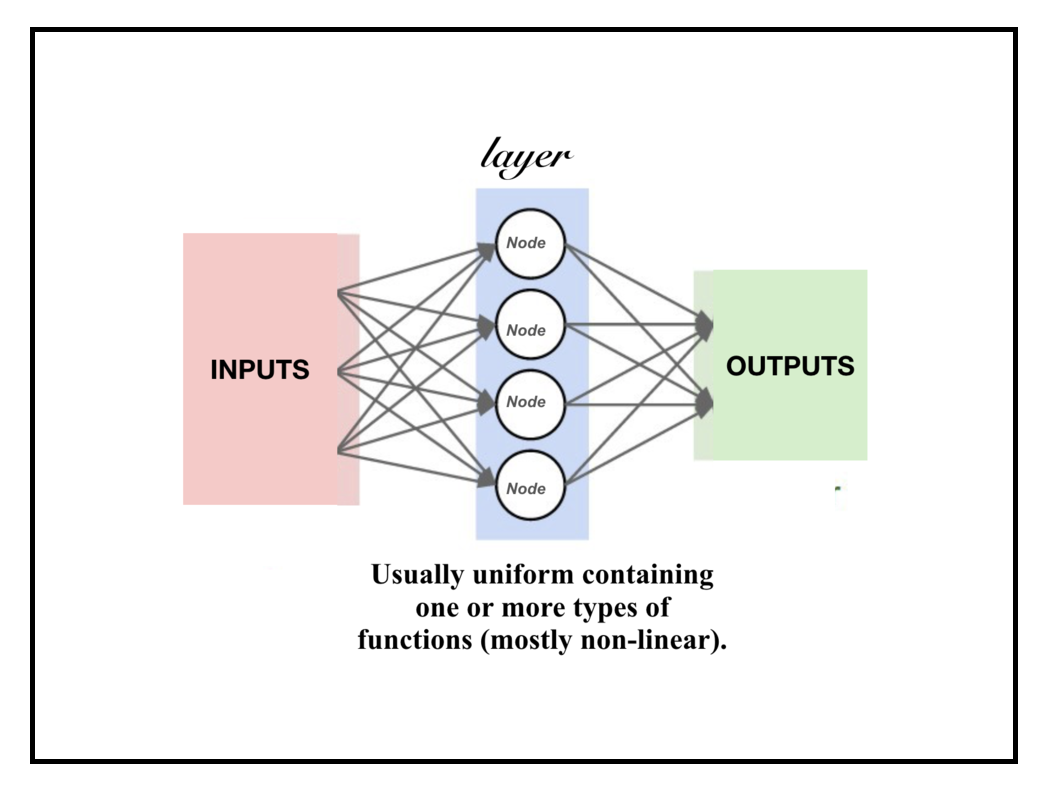 layer
Node
Node
INPUTS
OUTPUTS
Node
Node
Usually uniform containing
one or more types of
functions (mostly non-linear).